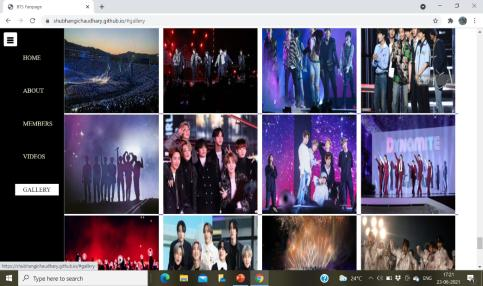 BTS Fanpage
shubhangichaudhary.github.io/#gallery
HOME
ABOUT
MEMBERS
VIDEOS
GALLERY
DYNOMITE
https://shubhangichaudhary.github.io/#gallery
Type here to search
24°C
ENG
17:21
23-06-2021